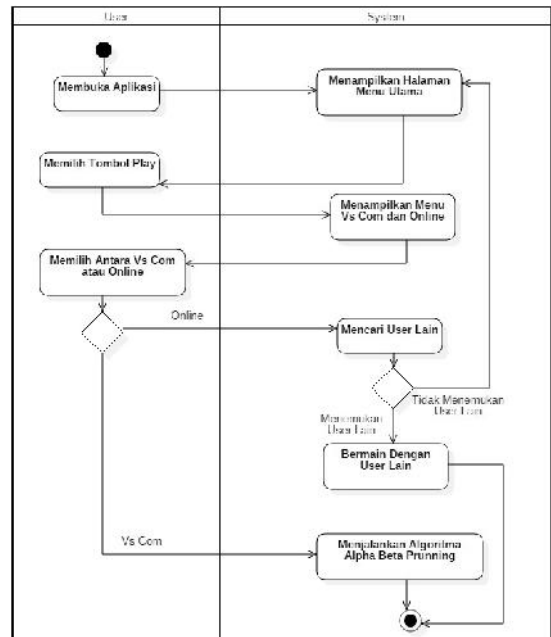 User
System
Membuka Aplikasi
Menampilkan Halaman
Menu Utama
Memilih Tombol Play
Menampilkan Menu
Vs Com dan Online
Memilih Antara Vs Com
atau Online
Online
Mencari User Lain
Tidak Menemukan
User Lain
Menemukan
User Lain
Bermain Dengan
User Lain
Vs Com
Menjalankan Algoritma
Alpha Beta Prunning